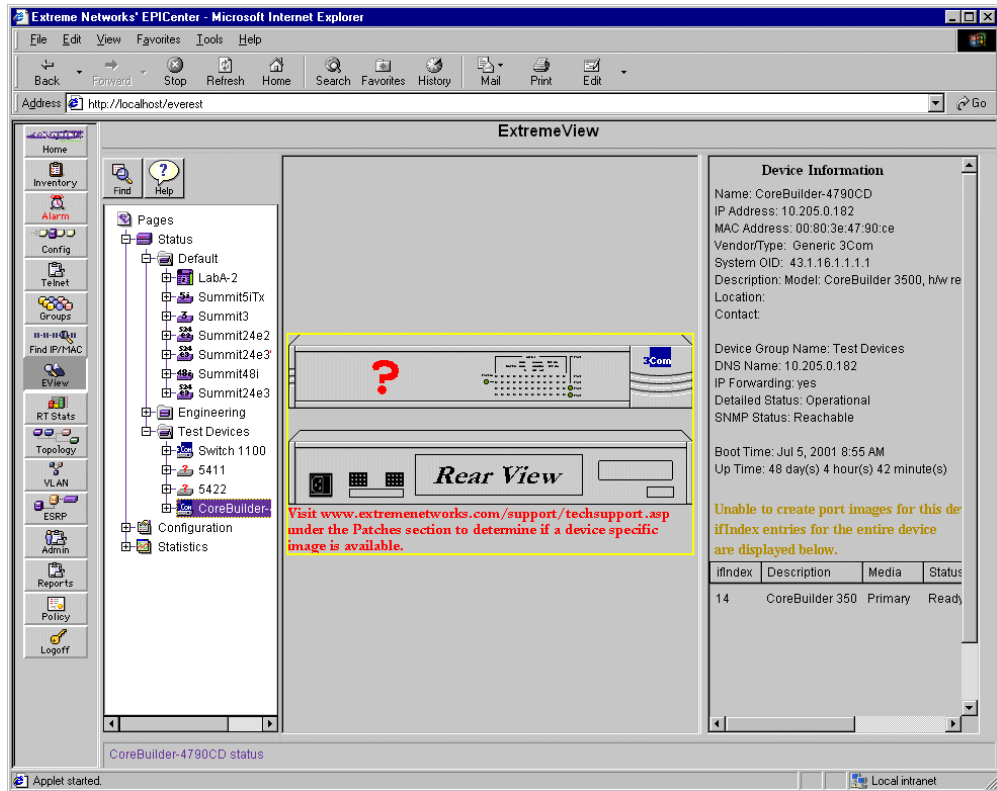 Extreme Networks' EPICenter - Microsoft Internet Explorer
File Edit View Favorites Tools Help
Back Forward Stop Refresh Home Search Favorites History Mail Print Edit
Address http://localhost/everest Go
ExtremeView
Home
Inventory
Alarm
Config
Telnet
Groups
Find IP/MAC
EView
RT Stats
Topology
VLAN
ESRP
Admin
Reports
Policy
Logoff
Find Help
Pages
Status
Default
LabA-2
Summit5iTx
Summit3
Summit24e2
Summit24e3
Summit48i
Summit24e3
Engineering
Test Devices
Switch 1100
5411
5422
CoreBuilder-
Configuration
Statistics
? 3Com
Rear View
Visit www.extremenetworks.com/support/techsupport.asp
under the Patches section to determine if a device specific
image is available.
Device Information
Name: CoreBuilder-4790CD
IP Address: 10.205.0.182
MAC Address: 00:80:3e:47:90:ce
Vendor/Type: Generic 3Com
System OID: 43.1.16.1.1.1.1
Description: Model: CoreBuilder 3500, h/w re
Location:
Contact:
Device Group Name: Test Devices
DNS Name: 10.205.0.182
IP Forwarding: yes
Detailed Status: Operational
SNMP Status: Reachable
Boot Time: Jul 5, 2001 8:55 AM
Up Time: 48 day(s) 4 hour(s) 42 minute(s)
Unable to create port images for this dev
ifIndex entries for the entire device
are displayed below.
ifIndex Description Media Status
14 CoreBuilder 350 Primary Ready
CoreBuilder-4790CD status
Applet started. Local intranet